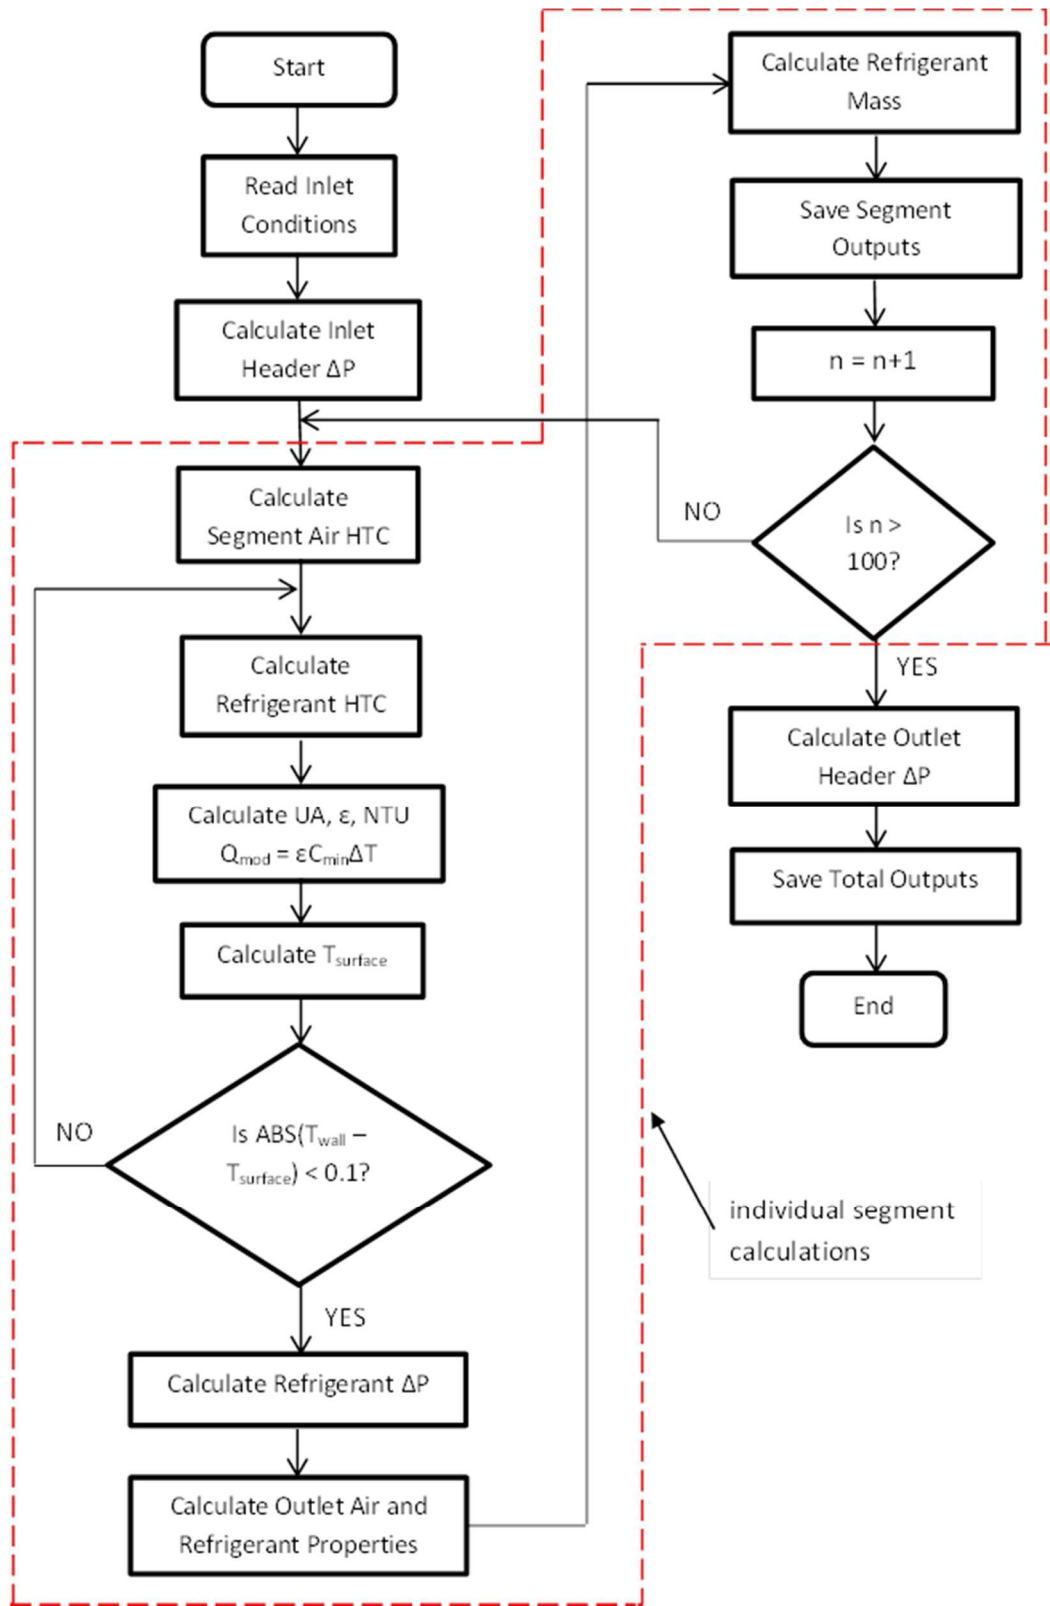 Start
Read Inlet
Conditions
Calculate Inlet
Header ΔP
Calculate
Segment Air HTC
Calculate
Refrigerant HTC
Calculate UA, ε, NTU
Qmod = εCminΔT
Calculate Tsurface
Is ABS(Twall –
Tsurface) < 0.1?
NO
YES
Calculate Refrigerant ΔP
Calculate Outlet Air and
Refrigerant Properties
Calculate Refrigerant
Mass
Save Segment
Outputs
n = n+1
Is n >
100?
NO
YES
Calculate Outlet
Header ΔP
Save Total Outputs
End
individual segment
calculations